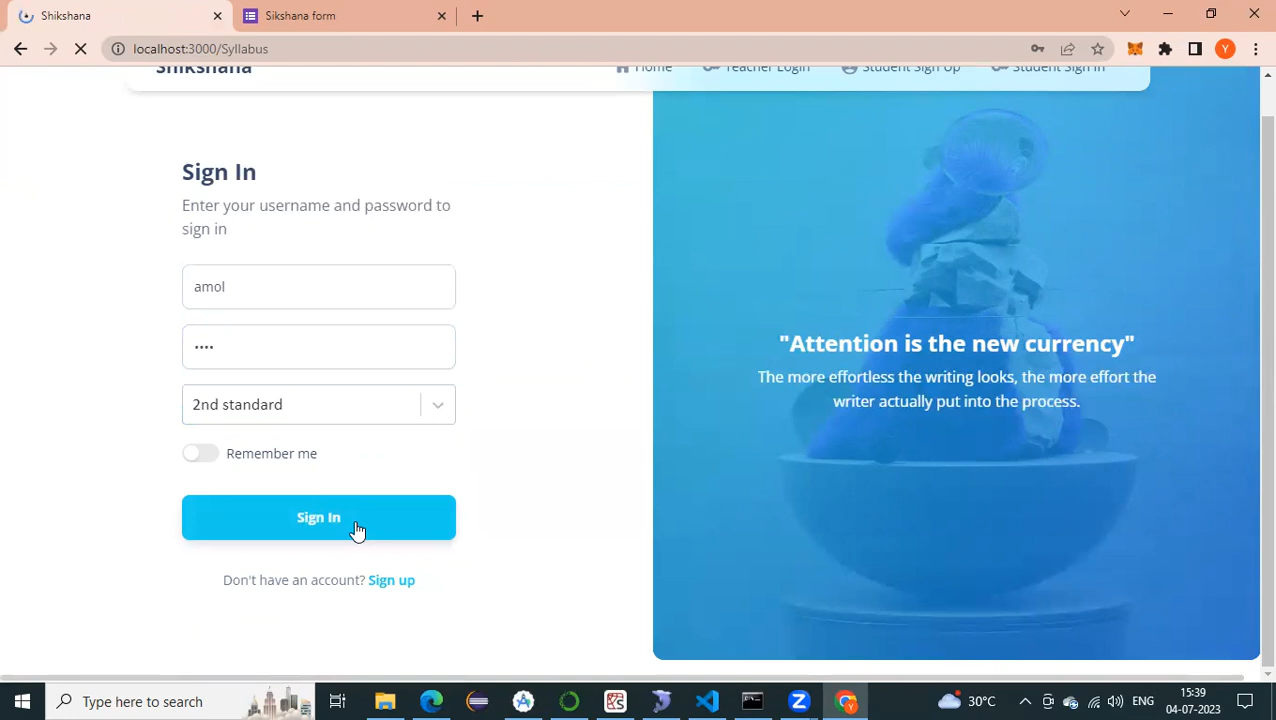 Shikshana
Sikshana form
localhost:3000/Syllabus
Y
Shikshana
Home
Teacher Login
Student Sign Up
Student Sign In
Sign In
Enter your username and password to
sign in
amol
••••
2nd standard
Remember me
Sign In
Don't have an account? Sign up
"Attention is the new currency"
The more effortless the writing looks, the more effort the
writer actually put into the process.
Type here to search
30°C
ENG
15:39
04-07-2023